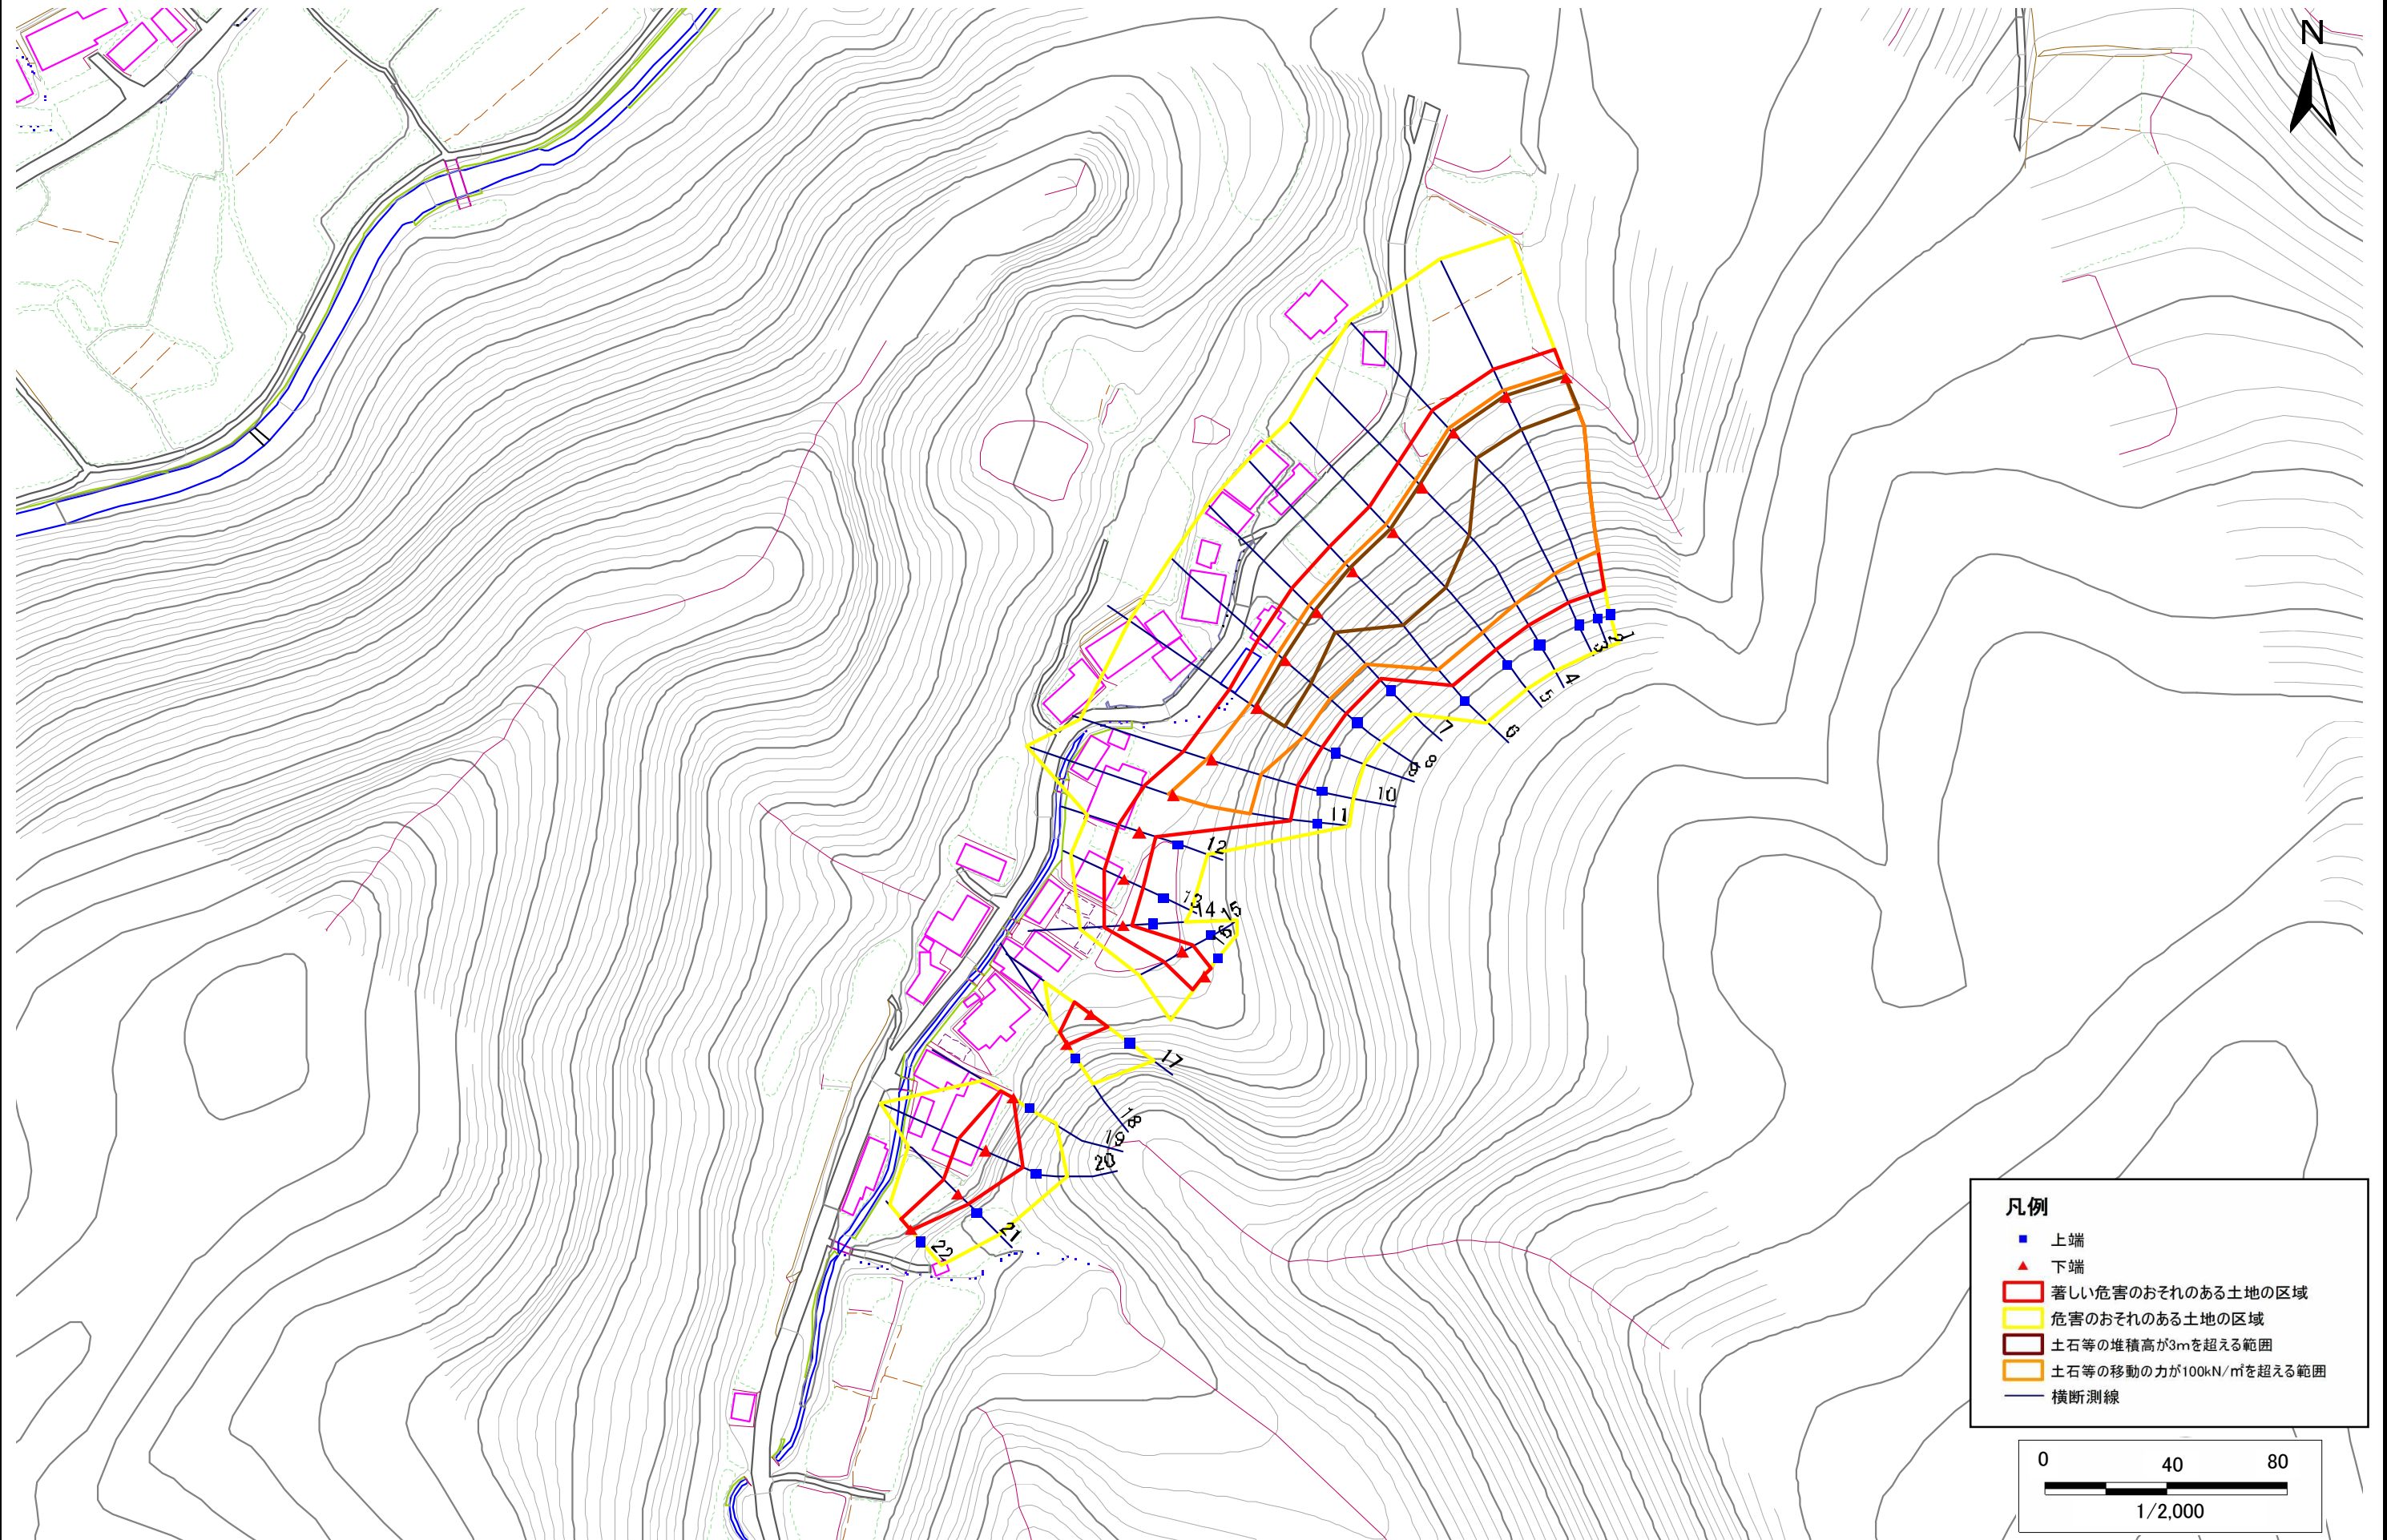 N
1
2
3
4
5
6
7
8
9
10
11
12
13
14
15
16
17
18
19
20
21
22
凡例
上端
下端
著しい危害のおそれのある土地の区域
危害のおそれのある土地の区域
土石等の堆積高が3mを超える範囲
土石等の移動の力が100kN/㎡を超える範囲
横断測線
0 40 80
1/2,000